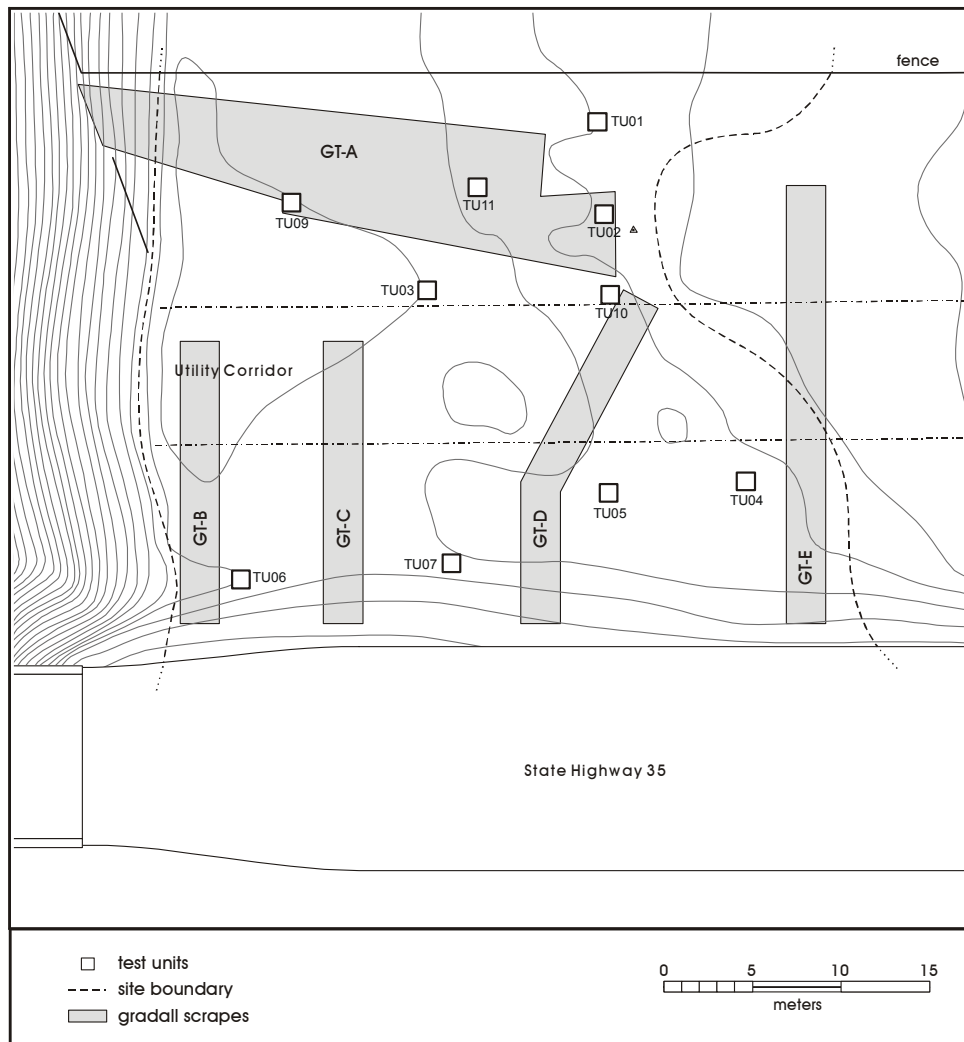 fence
TU01
GT-A
TU11
TU09
TU02
TU03
TU10
Utility Corridor
TU04
TU05
GT-B
GT-C
GT-D
GT-E
TU07
TU06
State Highway 35
test units
site boundary
gradall scrapes
0 5 10 15
meters